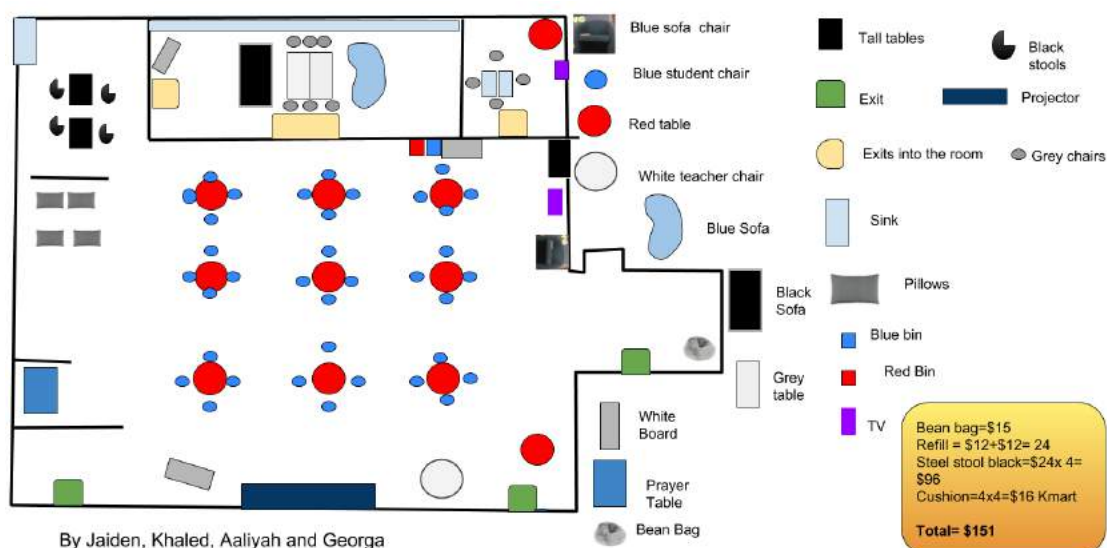 Blue sofa chair
Blue student chair
Red table
White teacher chair
Blue Sofa
Black
Sofa
Grey
table
White
Board
Prayer
Table
Bean Bag
Tall tables
Black
stools
Exit
Projector
Exits into the room
Grey chairs
Sink
Pillows
Blue bin
Red Bin
TV
Bean bag=$15
Refill = $12+$12= 24
Steel stool black=$24x 4=
$96
Cushion=4x4=$16 Kmart
Total= $151
By Jaiden, Khaled, Aaliyah and Georga